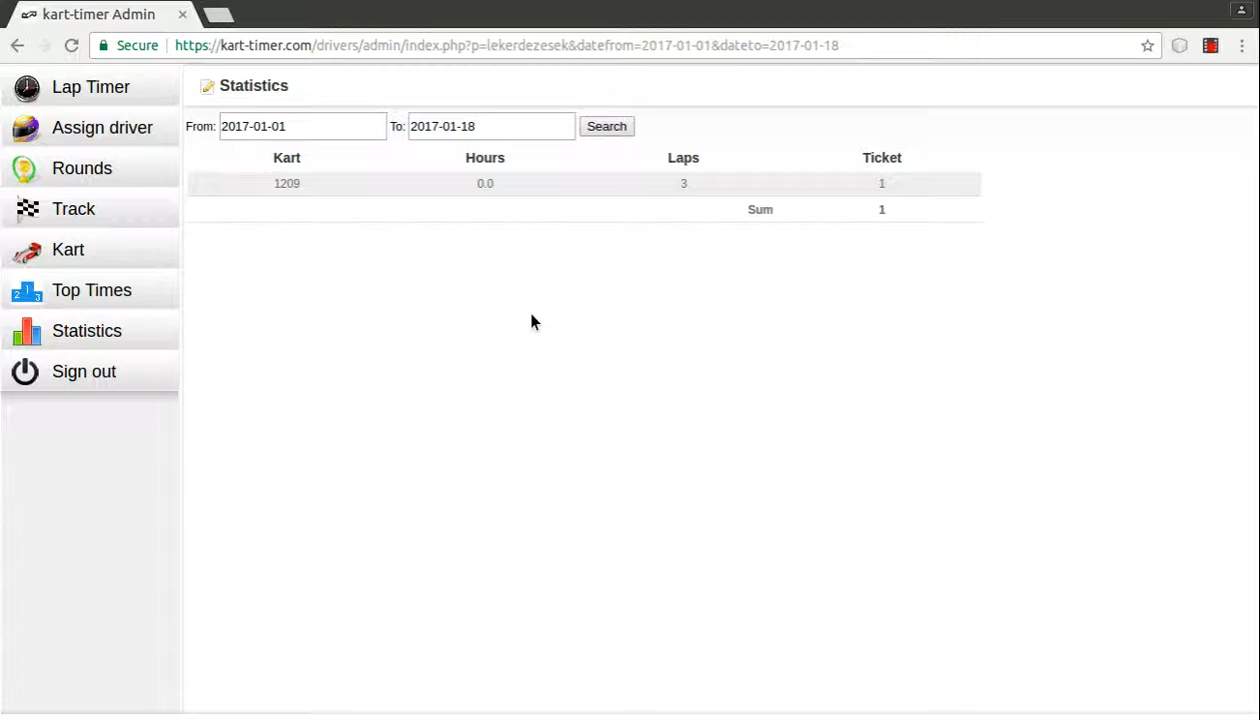 kart-timer Admin
Secure https://kart-timer.com/drivers/admin/index.php?p=lekerdezesek&datefrom=2017-01-01&dateto=2017-01-18
Lap Timer
Assign driver
Rounds
Track
Kart
Top Times
Statistics
Sign out
Statistics
From: 2017-01-01 To: 2017-01-18 Search
Kart Hours Laps Ticket
1209 0.0 3 1
Sum 1